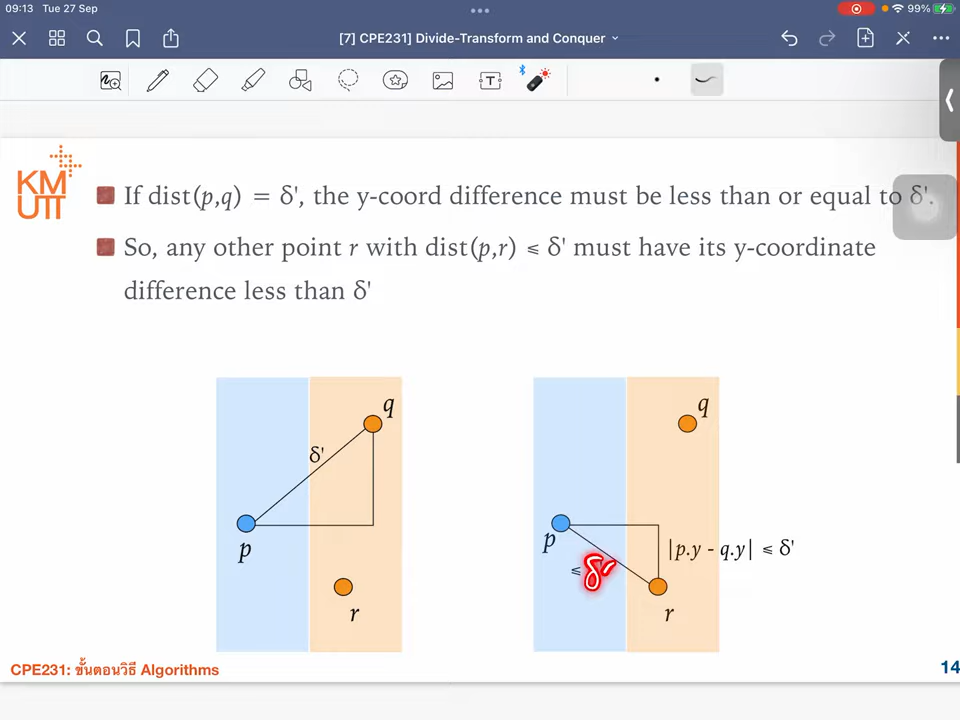 09:13 Tue 27 Sep
99%
[7] CPE231] Divide-Transform and Conquer
T
KM
UTT
If dist(p,q) = δ', the y-coord difference must be less than or equal to δ'.
So, any other point r with dist(p,r) ≤ δ' must have its y-coordinate
difference less than δ'
q
δ'
p
r
q
p
|p.y - q.y| ≤ δ'
≤ δ'
r
CPE231: ขั้นตอนวิธี Algorithms
14